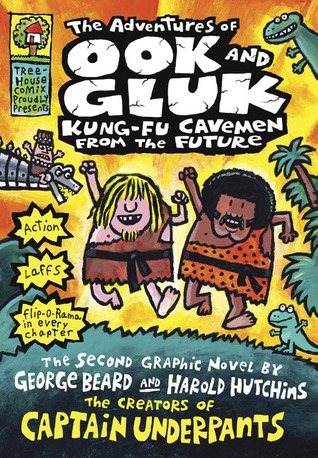 The Adventures of
OOK AND
GLUK
KUNG-FU CAVEMEN
FROM THE FUTURE
TREE-
HOUSE
COMIX
PROUDLY
PRESENTS
Action
Laffs
Flip-O-Rama
in every
chapter
THE SECOND GRAPHIC NOVEL BY
GEORGE BEARD AND HAROLD HUTCHINS
THE CREATORS OF
CAPTAIN UNDERPANTS